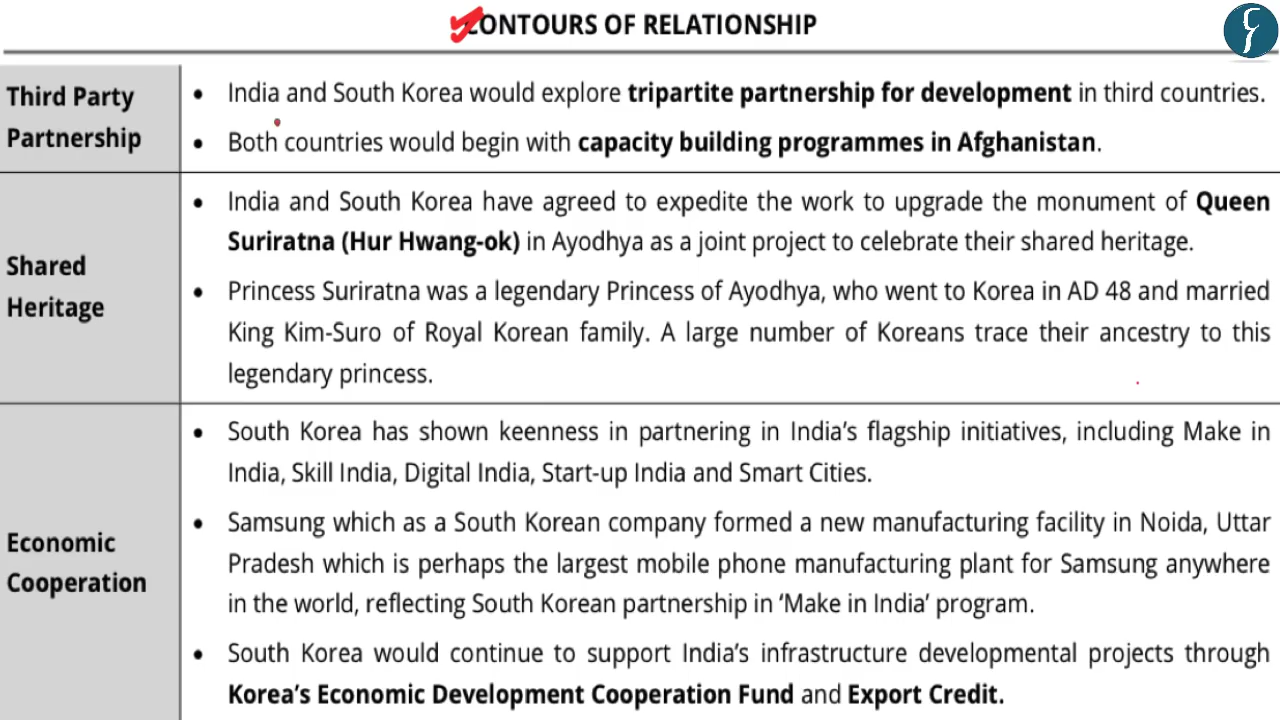 CONTOURS OF RELATIONSHIP
Third Party
Partnership
• India and South Korea would explore tripartite partnership for development in third countries.
• Both countries would begin with capacity building programmes in Afghanistan.
Shared
Heritage
• India and South Korea have agreed to expedite the work to upgrade the monument of Queen
Suriratna (Hur Hwang-ok) in Ayodhya as a joint project to celebrate their shared heritage.
• Princess Suriratna was a legendary Princess of Ayodhya, who went to Korea in AD 48 and married
King Kim-Suro of Royal Korean family. A large number of Koreans trace their ancestry to this
legendary princess.
Economic
Cooperation
• South Korea has shown keenness in partnering in India’s flagship initiatives, including Make in
India, Skill India, Digital India, Start-up India and Smart Cities.
• Samsung which as a South Korean company formed a new manufacturing facility in Noida, Uttar
Pradesh which is perhaps the largest mobile phone manufacturing plant for Samsung anywhere
in the world, reflecting South Korean partnership in ‘Make in India’ program.
• South Korea would continue to support India’s infrastructure developmental projects through
Korea’s Economic Development Cooperation Fund and Export Credit.